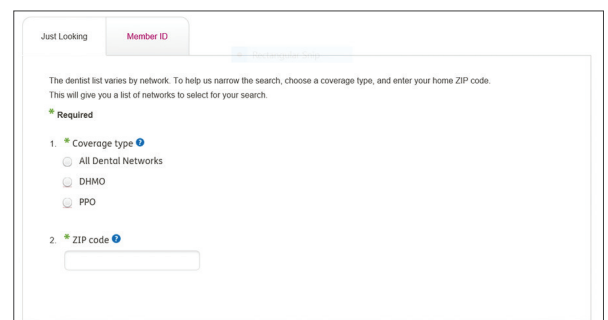 Just Looking
Member ID
The dentist list varies by network. To help us narrow the search, choose a coverage type, and enter your home ZIP code.
This will give you a list of networks to select for your search.
* Required
1. * Coverage type ?
All Dental Networks
DHMO
PPO
2. * ZIP code ?